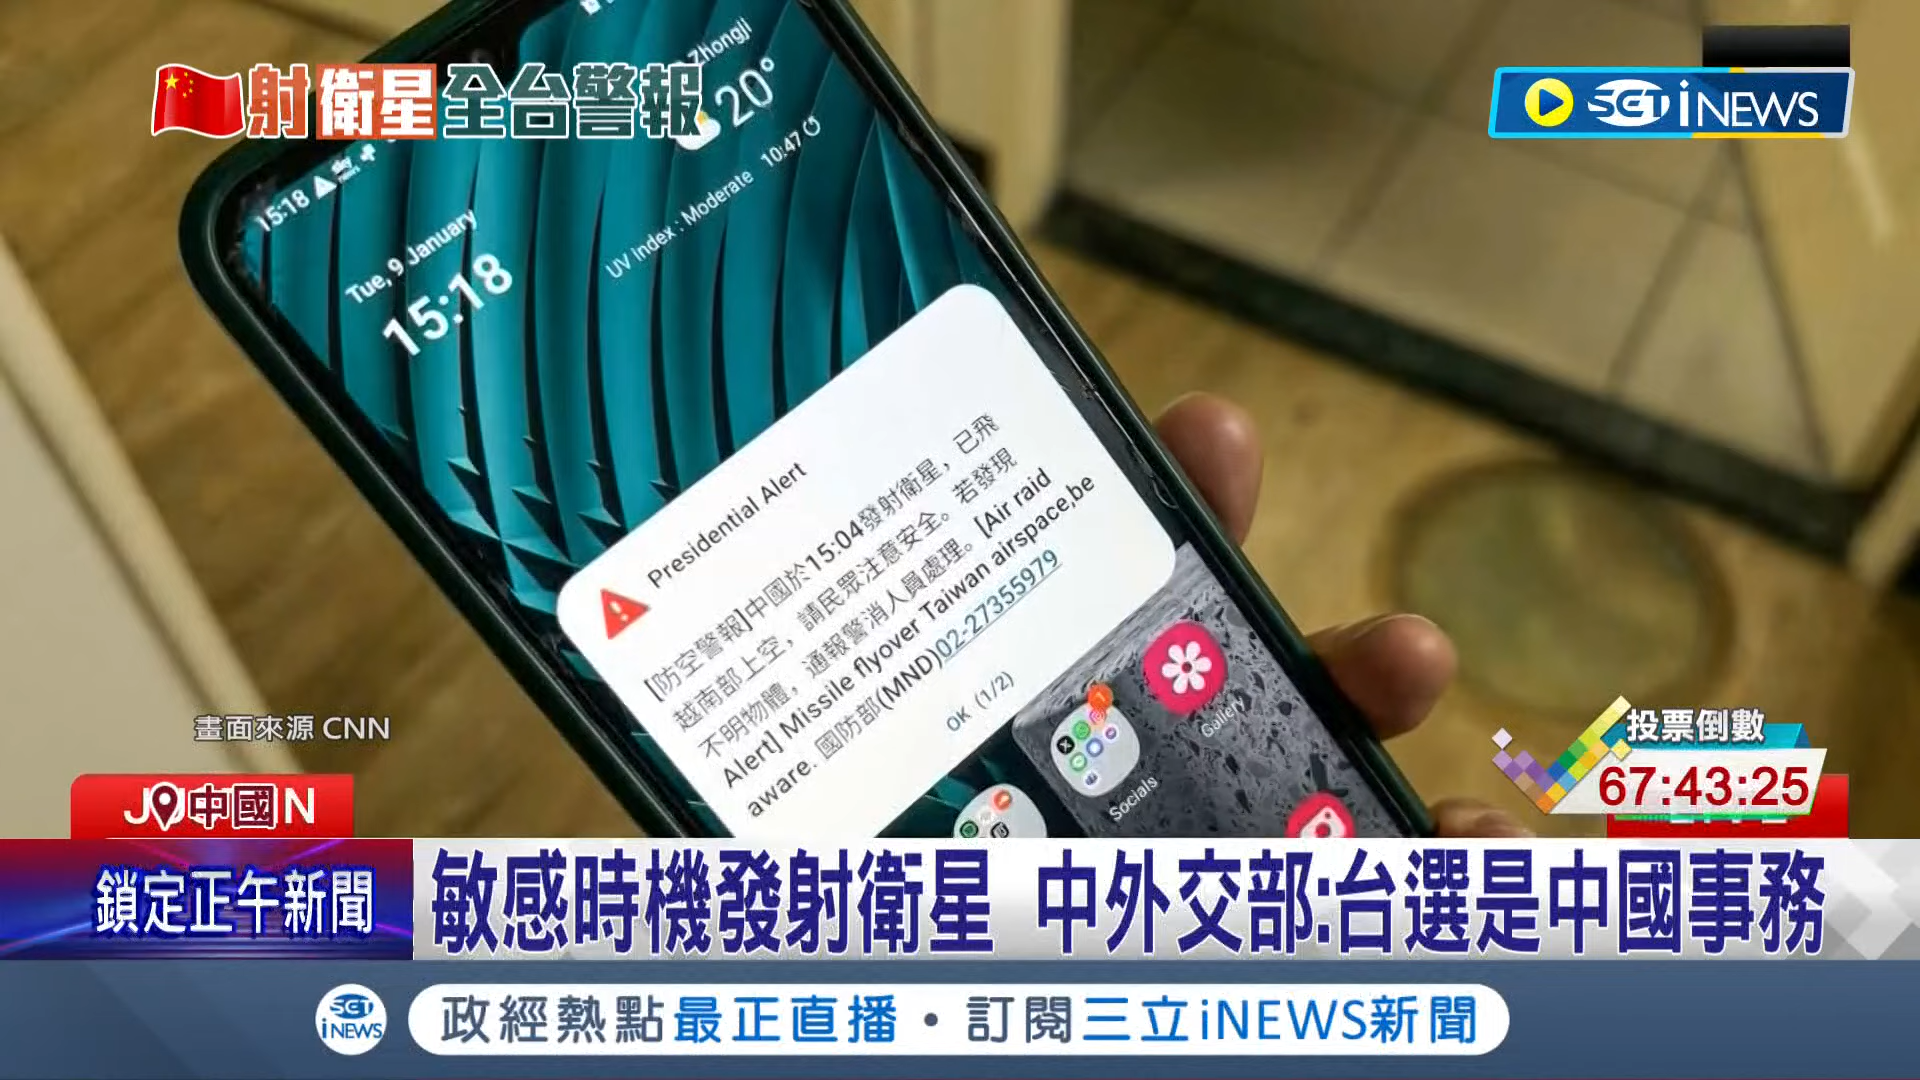 射衛星全台警報
SET iNEWS
Zhongji
20°
10:47
UV index : Moderate
15:18
sky news
Tue, 9 January
15:18
Presidential Alert
[防空警報]中國於15:04發射衛星，已飛
越南部上空，請民眾注意安全。若發現
不明物體，通報警消人員處理。[Air raid
Alert] Missile flyover Taiwan airspace,be
aware. 國防部(MND)02-27355979
OK (1/2)
Gallery
Socials
畫面來源 CNN
投票倒數
67:43:25
中國
鎖定正午新聞
敏感時機發射衛星 中外交部:台選是中國事務
SET iNEWS
政經熱點最正直播・訂閱三立iNEWS新聞